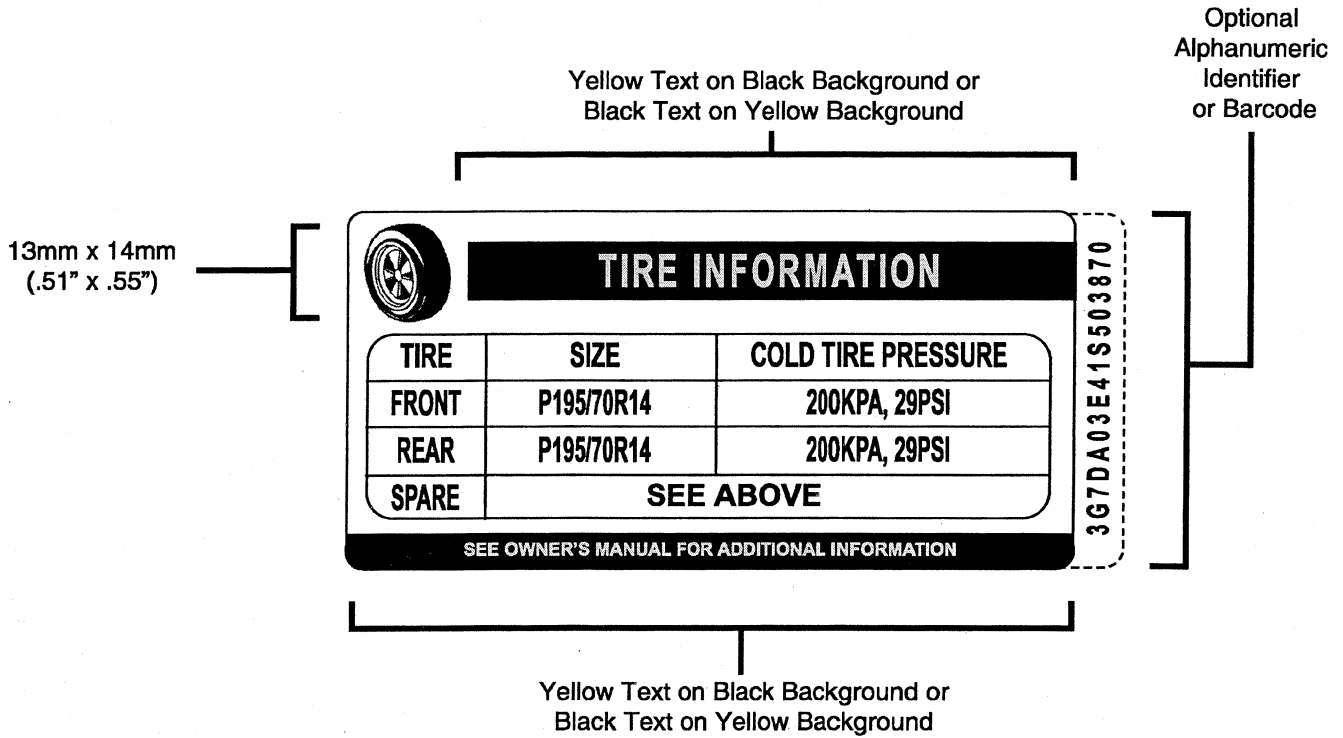 Optional
Alphanumeric
Identifier
or Barcode
Yellow Text on Black Background or
Black Text on Yellow Background
13mm x 14mm
(.51” x .55”)
TIRE INFORMATION
TIRE SIZE COLD TIRE PRESSURE
FRONT P195/70R14 200KPA, 29PSI
REAR P195/70R14 200KPA, 29PSI
SPARE SEE ABOVE
SEE OWNER'S MANUAL FOR ADDITIONAL INFORMATION
3G7DA03E41S503870
Yellow Text on Black Background or
Black Text on Yellow Background